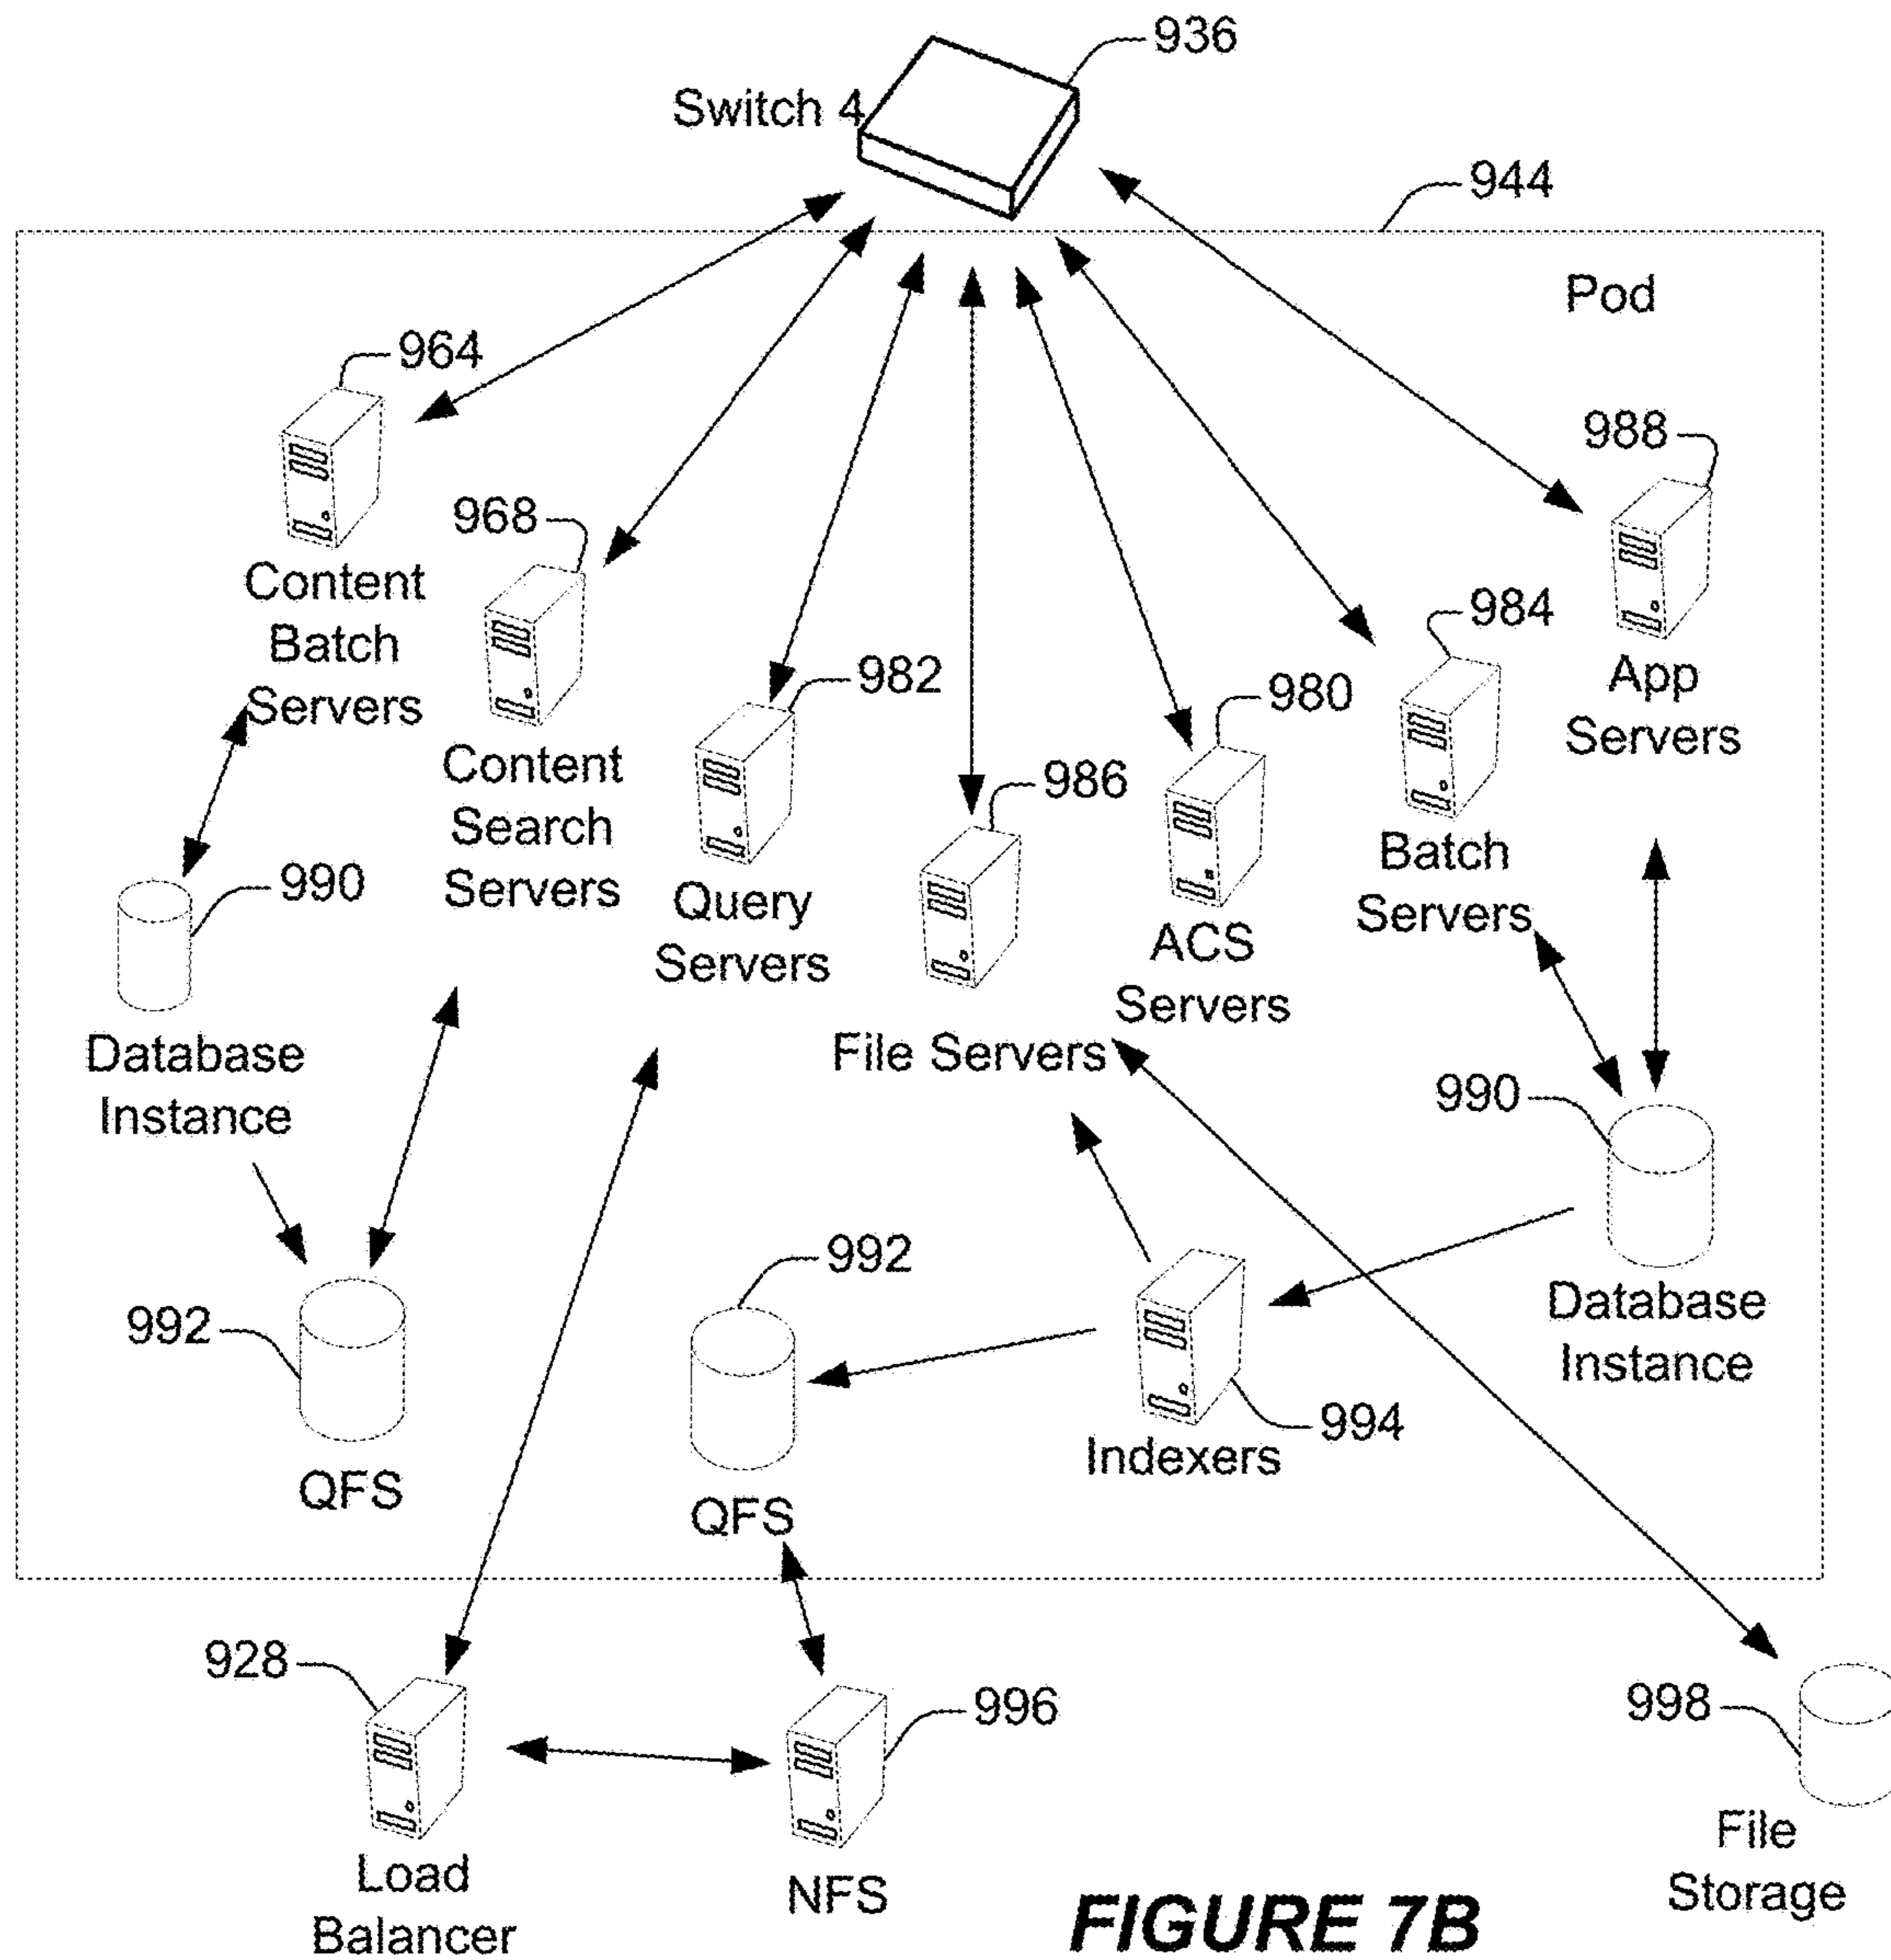 936
Switch 4
944
Pod
964
988
968
Content
Batch
Servers
984
982
980
App
Servers
Content
Search
Servers
986
Batch
Servers
990
Query
Servers
ACS
Servers
Database
Instance
File Servers
990
992
992
Database
Instance
994
Indexers
QFS
QFS
928
996
998
Load
Balancer
NFS
File
Storage
FIGURE 7B